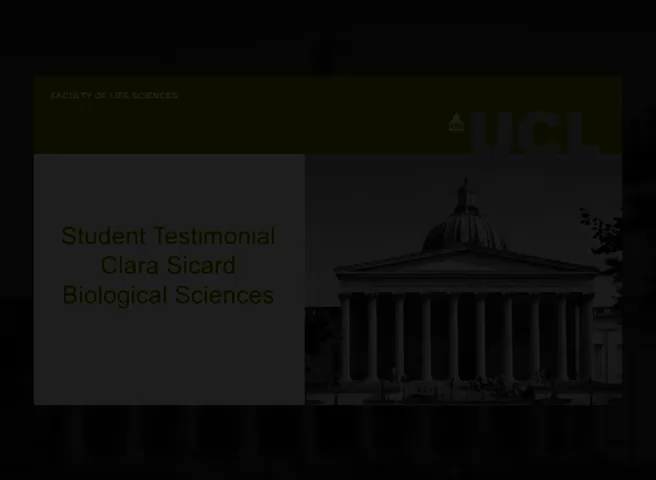 FACULTY OF LIFE SCIENCES
UCL
Student Testimonial
Clara Sicard
Biological Sciences